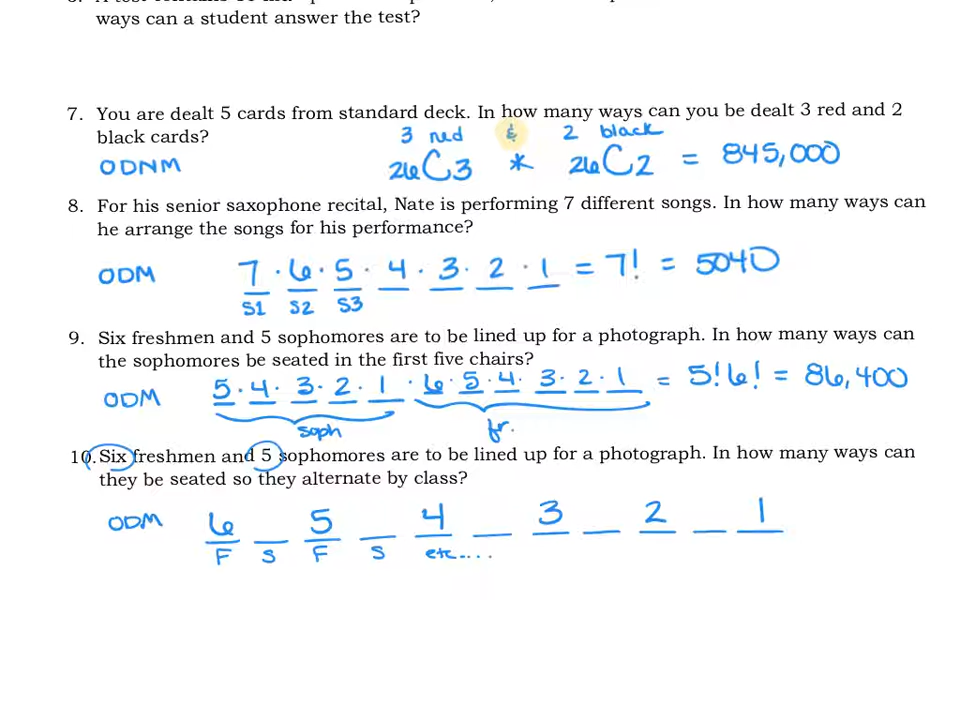 ways can a student answer the test?
7. You are dealt 5 cards from standard deck. In how many ways can you be dealt 3 red and 2
black cards?
3 red & 2 black
ODNM 26C3 * 26C2 = 845,000
8. For his senior saxophone recital, Nate is performing 7 different songs. In how many ways can
he arrange the songs for his performance?
ODM 7 · 6 · 5 · 4 · 3 · 2 · 1 = 7! = 5040
S1 S2 S3
9. Six freshmen and 5 sophomores are to be lined up for a photograph. In how many ways can
the sophomores be seated in the first five chairs?
ODM 5 · 4 · 3 · 2 · 1 · 6 · 5 · 4 · 3 · 2 · 1 = 5!6! = 86,400
soph fr.
10. Six freshmen and 5 sophomores are to be lined up for a photograph. In how many ways can
they be seated so they alternate by class?
ODM 6 _ 5 _ 4 _ 3 _ 2 _ 1
F S F S etc....